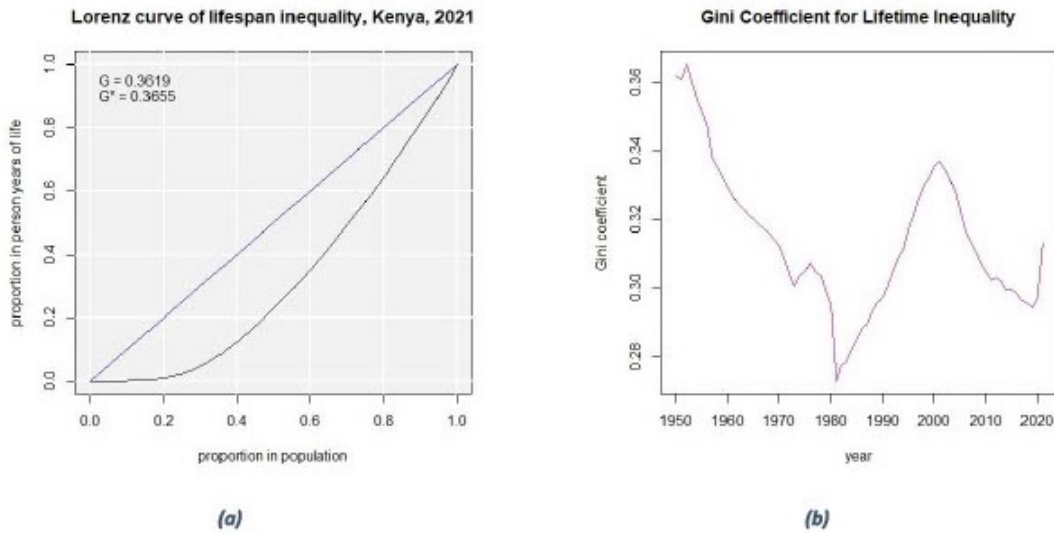 Lorenz curve of lifespan inequality, Kenya, 2021
G = 0.3619
G* = 0.3655
proportion in person years of life
1.0
0.8
0.6
0.4
0.2
0.0
0.0 0.2 0.4 0.6 0.8 1.0
proportion in population
(a)
Gini Coefficient for Lifetime Inequality
Gini coefficient
0.36
0.34
0.32
0.30
0.28
1950 1960 1970 1980 1990 2000 2010 2020
year
(b)